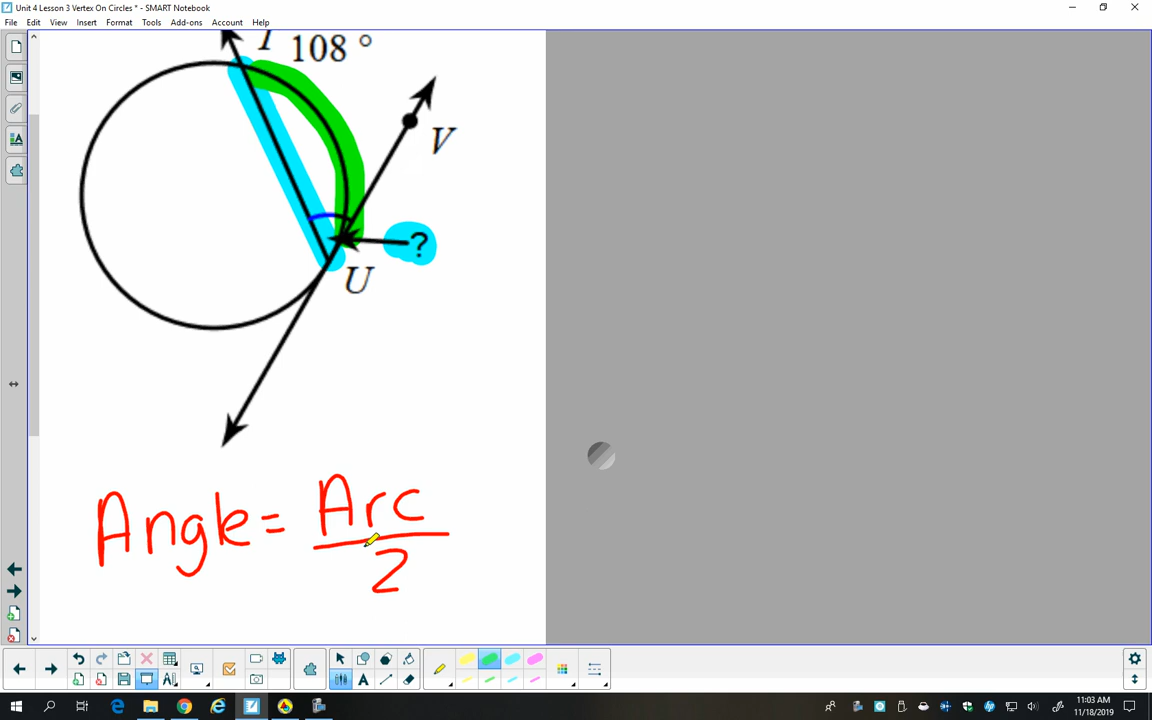 Unit 4 Lesson 3 Vertex On Circles * - SMART Notebook
File Edit View Insert Format Tools Add-ons Account Help
108 °
V
?
U
Angle = Arc
2
11:03 AM
11/18/2019